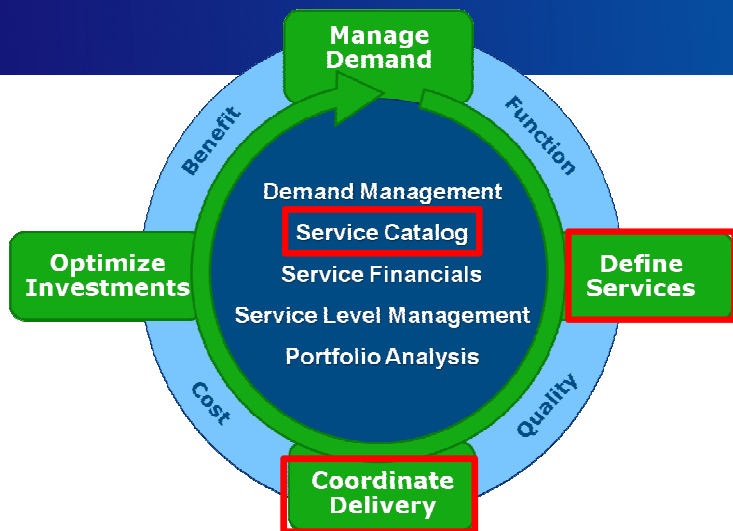 Manage
Demand
Benefit
Function
Demand Management
Service Catalog
Service Financials
Service Level Management
Portfolio Analysis
Optimize
Investments
Define
Services
Cost
Quality
Coordinate
Delivery